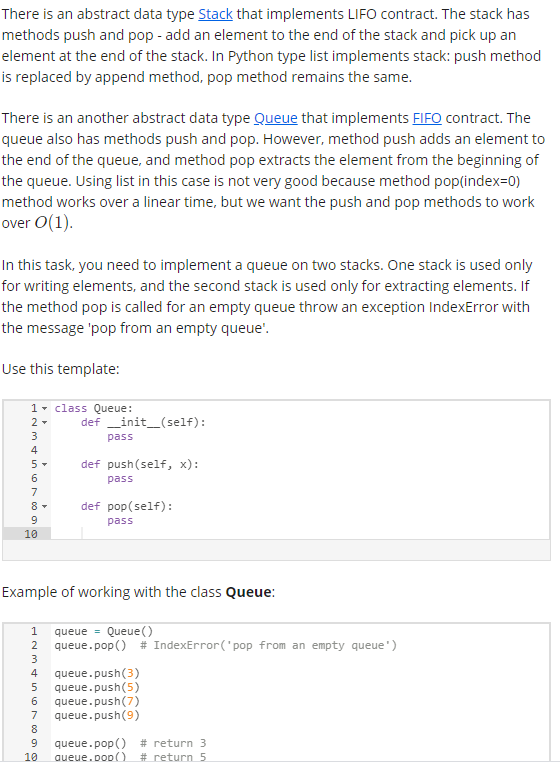 There is an abstract data type Stack that implements LIFO contract. The stack has
methods push and pop - add an element to the end of the stack and pick up an
element at the end of the stack. In Python type list implements stack: push method
is replaced by append method, pop method remains the same.
There is an another abstract data type Queue that implements FIFO contract. The
queue also has methods push and pop. However, method push adds an element to
the end of the queue, and method pop extracts the element from the beginning of
the queue. Using list in this case is not very good because method pop(index=0)
method works over a linear time, but we want the push and pop methods to work
over O(1).
In this task, you need to implement a queue on two stacks. One stack is used only
for writing elements, and the second stack is used only for extracting elements. If
the method pop is called for an empty queue throw an exception IndexError with
the message 'pop from an empty queue'.
Use this template:
1 class Queue:
2 def __init__(self):
3 pass
4
5 def push(self, x):
6 pass
7
8 def pop(self):
9 pass
10
Example of working with the class Queue:
1 queue = Queue()
2 queue.pop() # IndexError('pop from an empty queue')
3
4 queue.push(3)
5 queue.push(5)
6 queue.push(7)
7 queue.push(9)
8
9 queue.pop() # return 3
10 queue.pop() # return 5